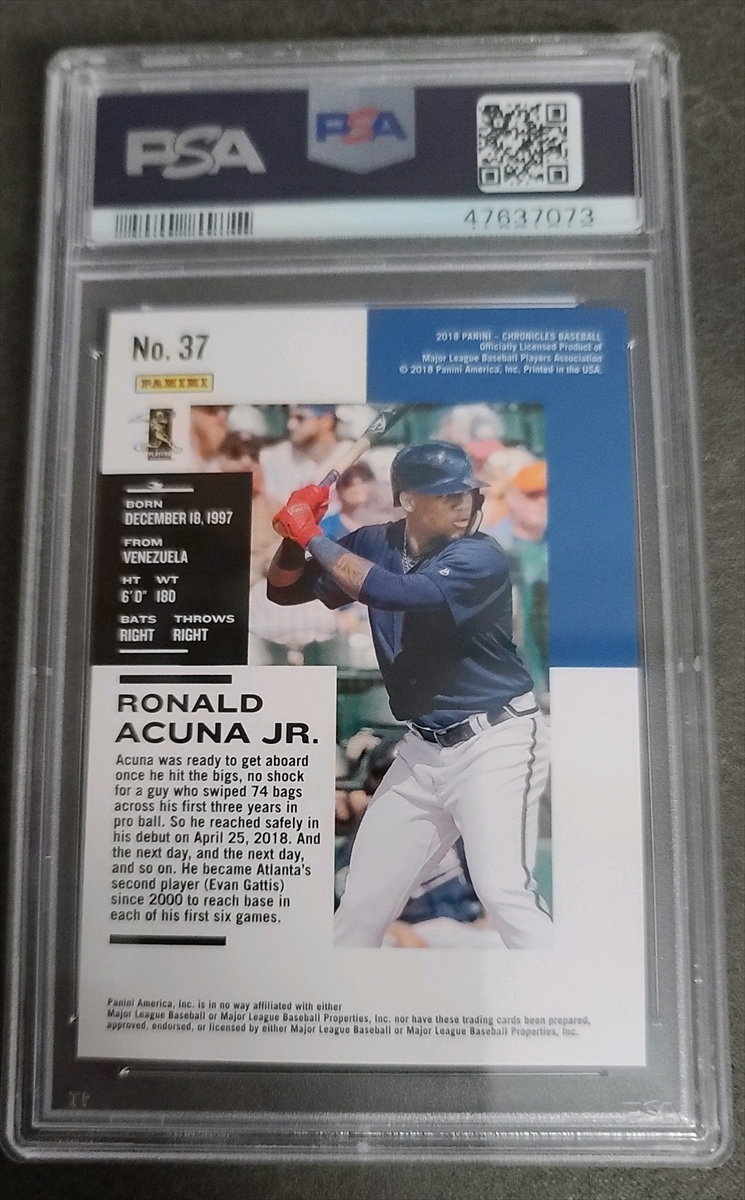 PSA
PSA
47637073
No. 37
PANINI
2018 PANINI – CHRONICLES BASEBALL
Officially Licensed Product of
Major League Baseball Players Association
© 2018 Panini America, Inc. Printed in the USA.
PLAYERS
BORN
DECEMBER 18, 1997
FROM
VENEZUELA
HT WT
6'0" 180
BATS THROWS
RIGHT RIGHT
RONALD
ACUNA JR.
Acuna was ready to get aboard
once he hit the bigs, no shock
for a guy who swiped 74 bags
across his first three years in
pro ball. So he reached safely in
his debut on April 25, 2018. And
the next day, and the next day,
and so on. He became Atlanta's
second player (Evan Gattis)
since 2000 to reach base in
each of his first six games.
Panini America, Inc. is in no way affiliated with either
Major League Baseball or Major League Baseball Properties, Inc. nor have these trading cards been prepared,
approved, endorsed, or licensed by either Major League Baseball or Major League Baseball Properties, Inc.